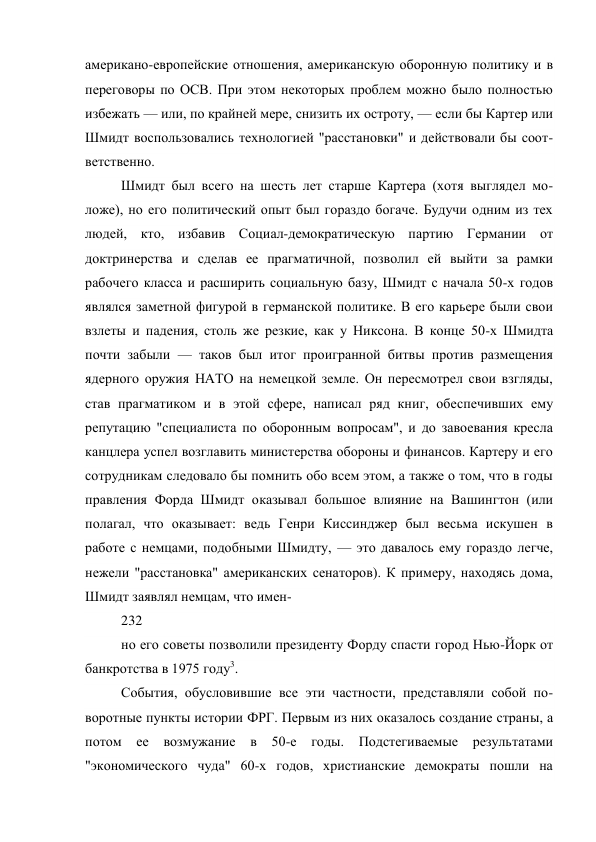 американо-европейские отношения, американскую оборонную политику и в
переговоры по ОСВ. При этом некоторых проблем можно было полностью
избежать — или, по крайней мере, снизить их остроту, — если бы Картер или
Шмидт воспользовались технологией "расстановки" и действовали бы соот-
ветственно.
Шмидт был всего на шесть лет старше Картера (хотя выглядел мо-
ложе), но его политический опыт был гораздо богаче. Будучи одним из тех
людей, кто, избавив Социал-демократическую партию Германии от
доктринерства и сделав ее прагматичной, позволил ей выйти за рамки
рабочего класса и расширить социальную базу, Шмидт с начала 50-х годов
являлся заметной фигурой в германской политике. В его карьере были свои
взлеты и падения, столь же резкие, как у Никсона. В конце 50-х Шмидта
почти забыли — таков был итог проигранной битвы против размещения
ядерного оружия НАТО на немецкой земле. Он пересмотрел свои взгляды,
став прагматиком и в этой сфере, написал ряд книг, обеспечивших ему
репутацию "специалиста по оборонным вопросам", и до завоевания кресла
канцлера успел возглавить министерства обороны и финансов. Картеру и его
сотрудникам следовало бы помнить обо всем этом, а также о том, что в годы
правления Форда Шмидт оказывал большое влияние на Вашингтон (или
полагал, что оказывает: ведь Генри Киссинджер был весьма искушен в
работе с немцами, подобными Шмидту, — это давалось ему гораздо легче,
нежели "расстановка" американских сенаторов). К примеру, находясь дома,
Шмидт заявлял немцам, что имен-
232
но его советы позволили президенту Форду спасти город Нью-Йорк от
банкротства в 1975 году³.
События, обусловившие все эти частности, представляли собой по-
воротные пункты истории ФРГ. Первым из них оказалось создание страны, а
потом ее возмужание в 50-е годы. Подстегиваемые результатами
"экономического чуда" 60-х годов, христианские демократы пошли на